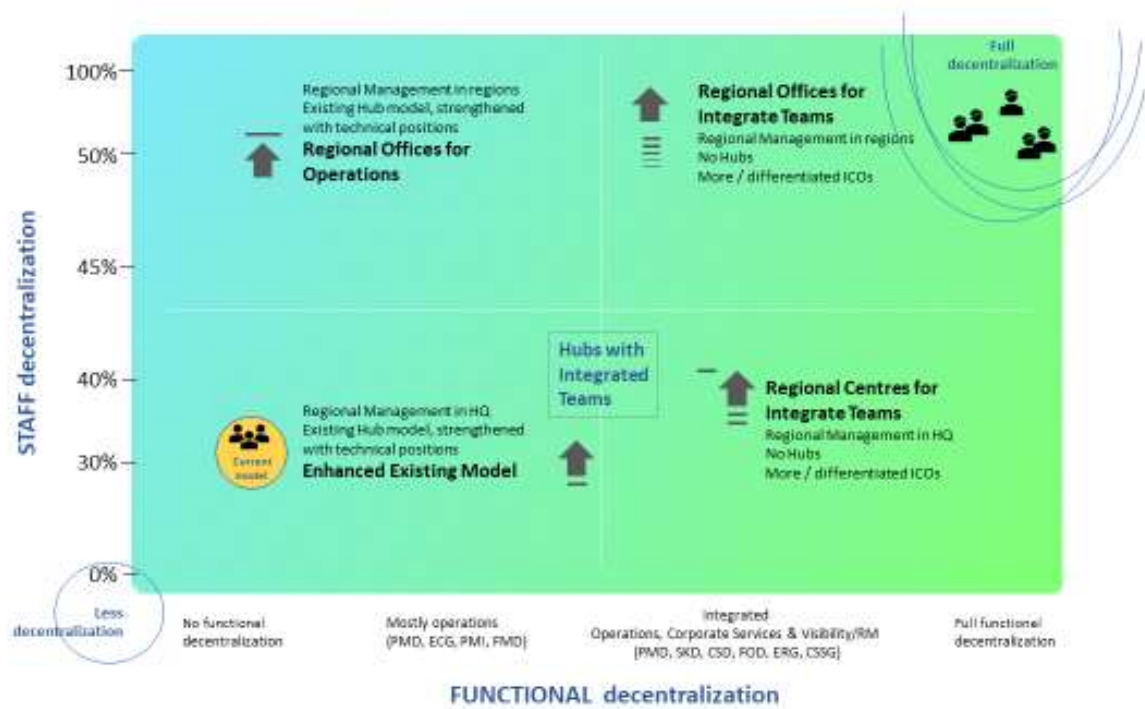 Full
decentralization
100%
50%
45%
40%
30%
0%
STAFF decentralization
Regional Management in regions
Existing Hub model, strengthened
with technical positions
Regional Offices for
Operations
Regional Offices for
Integrate Teams
Regional Management in regions
No Hubs
More / differentiated ICOs
Hubs with
Integrated
Teams
Current
model
Regional Management in HQ
Existing Hub model, strengthened
with technical positions
Enhanced Existing Model
Regional Centres for
Integrate Teams
Regional Management in HQ
No Hubs
More / differentiated ICOs
Less
decentralization
No functional
decentralization
Mostly operations
(PMD, ECG, PMI, FMD)
Integrated
Operations, Corporate Services & Visibility/RM
(PMD, SKD, CSD, FOD, ERG, CSSG)
Full functional
decentralization
FUNCTIONAL decentralization